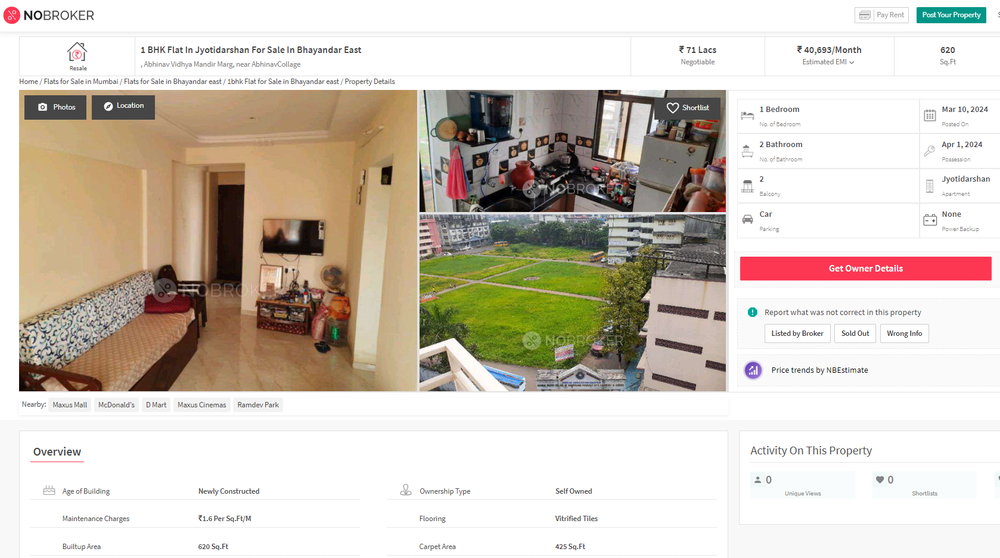 NOBROKER
Pay Rent
Post Your Property
Resale
1 BHK Flat In Jyotidarshan For Sale In Bhayandar East
, Abhinav Vidhya Mandir Marg, near AbhinavCollage
₹ 71 Lacs
Negotiable
₹ 40,693/Month
Estimated EMI
620
Sq.Ft
Home / Flats for Sale in Mumbai / Flats for Sale in Bhayandar east / 1bhk Flat for Sale in Bhayandar east / Property Details
Photos
Location
Shortlist
NOBROKER
NOBROKER
NOBROKER
1 Bedroom
No. of Bedroom
Mar 10, 2024
Posted On
2 Bathroom
No. of Bathroom
Apr 1, 2024
Possession
2
Balcony
Jyotidarshan
Apartment
Car
Parking
None
Power Backup
Get Owner Details
Report what was not correct in this property
Listed by Broker
Sold Out
Wrong Info
Price trends by NBEstimate
Nearby:
Maxus Mall
McDonald's
D Mart
Maxus Cinemas
Ramdev Park
Overview
Age of Building
Newly Constructed
Ownership Type
Self Owned
Maintenance Charges
₹1.6 Per Sq.Ft/M
Flooring
Vitrified Tiles
Builtup Area
620 Sq.Ft
Carpet Area
425 Sq.Ft
Activity On This Property
0
Unique Views
0
Shortlists